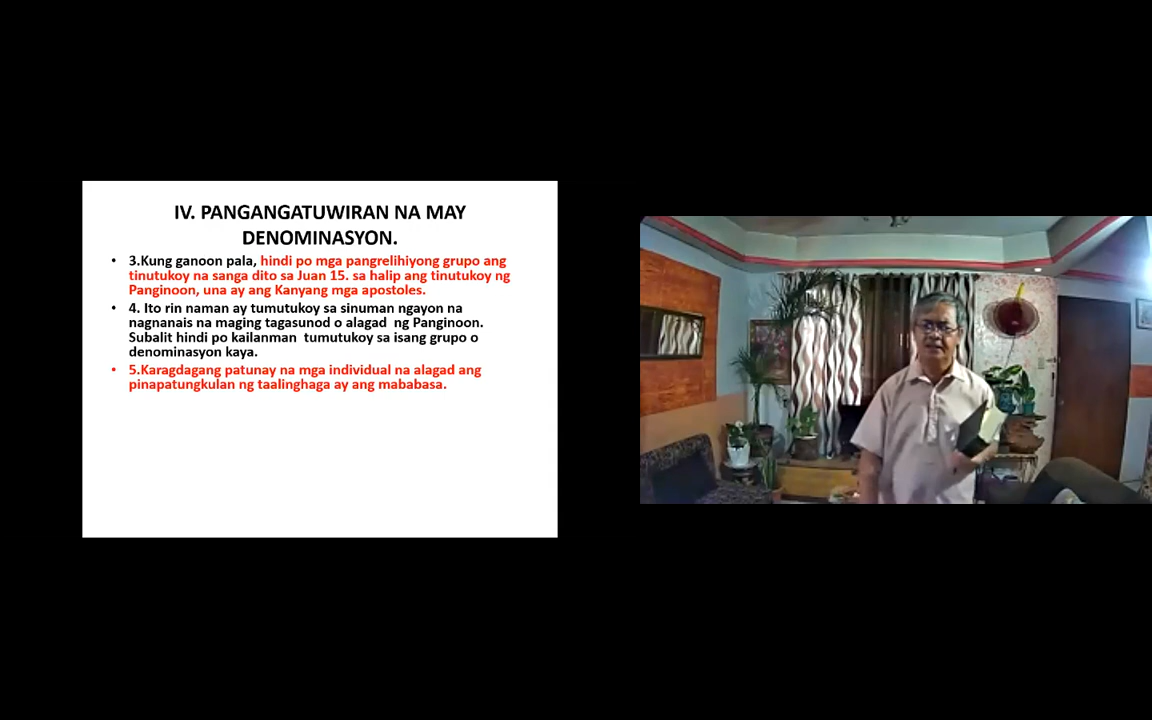 IV. PANGANGATUWIRAN NA MAY
DENOMINASYON.
• 3.Kung ganoon pala, hindi po mga pangrelihiyong grupo ang
tinutukoy na sanga dito sa Juan 15. sa halip ang tinutukoy ng
Panginoon, una ay ang Kanyang mga apostoles.
• 4. Ito rin naman ay tumutukoy sa sinuman ngayon na
nagnanais na maging tagasunod o alagad ng Panginoon.
Subalit hindi po kailanman tumutukoy sa isang grupo o
denominasyon kaya.
• 5.Karagdagang patunay na mga individual na alagad ang
pinapatungkulan ng taalinghaga ay ang mababasa.